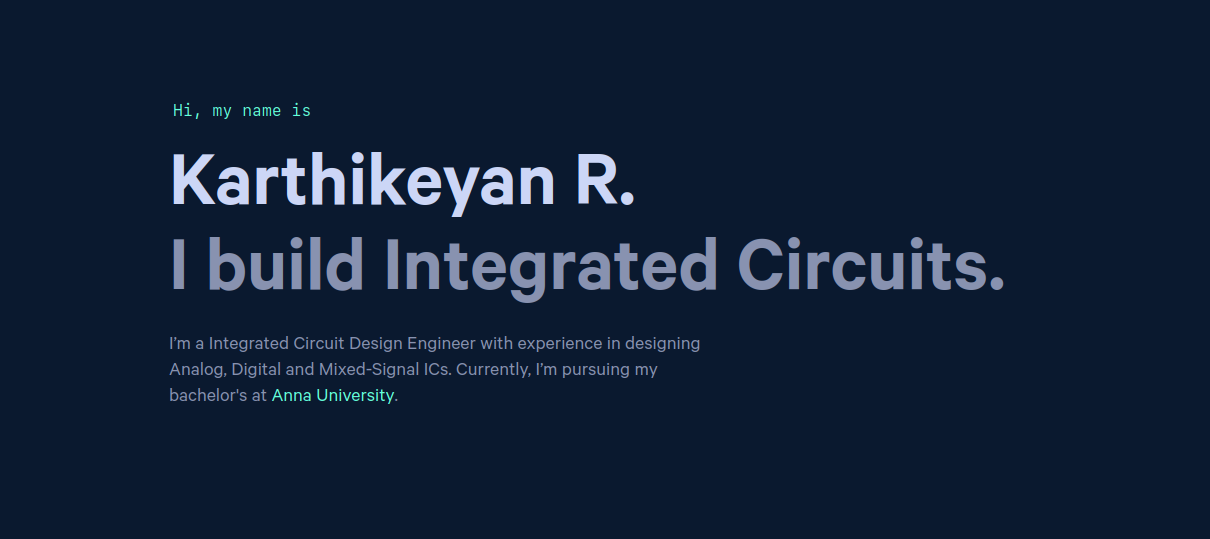 Hi, my name is
Karthikeyan R.
I build Integrated Circuits.
I'm a Integrated Circuit Design Engineer with experience in designing
Analog, Digital and Mixed-Signal ICs. Currently, I'm pursuing my
bachelor's at Anna University.